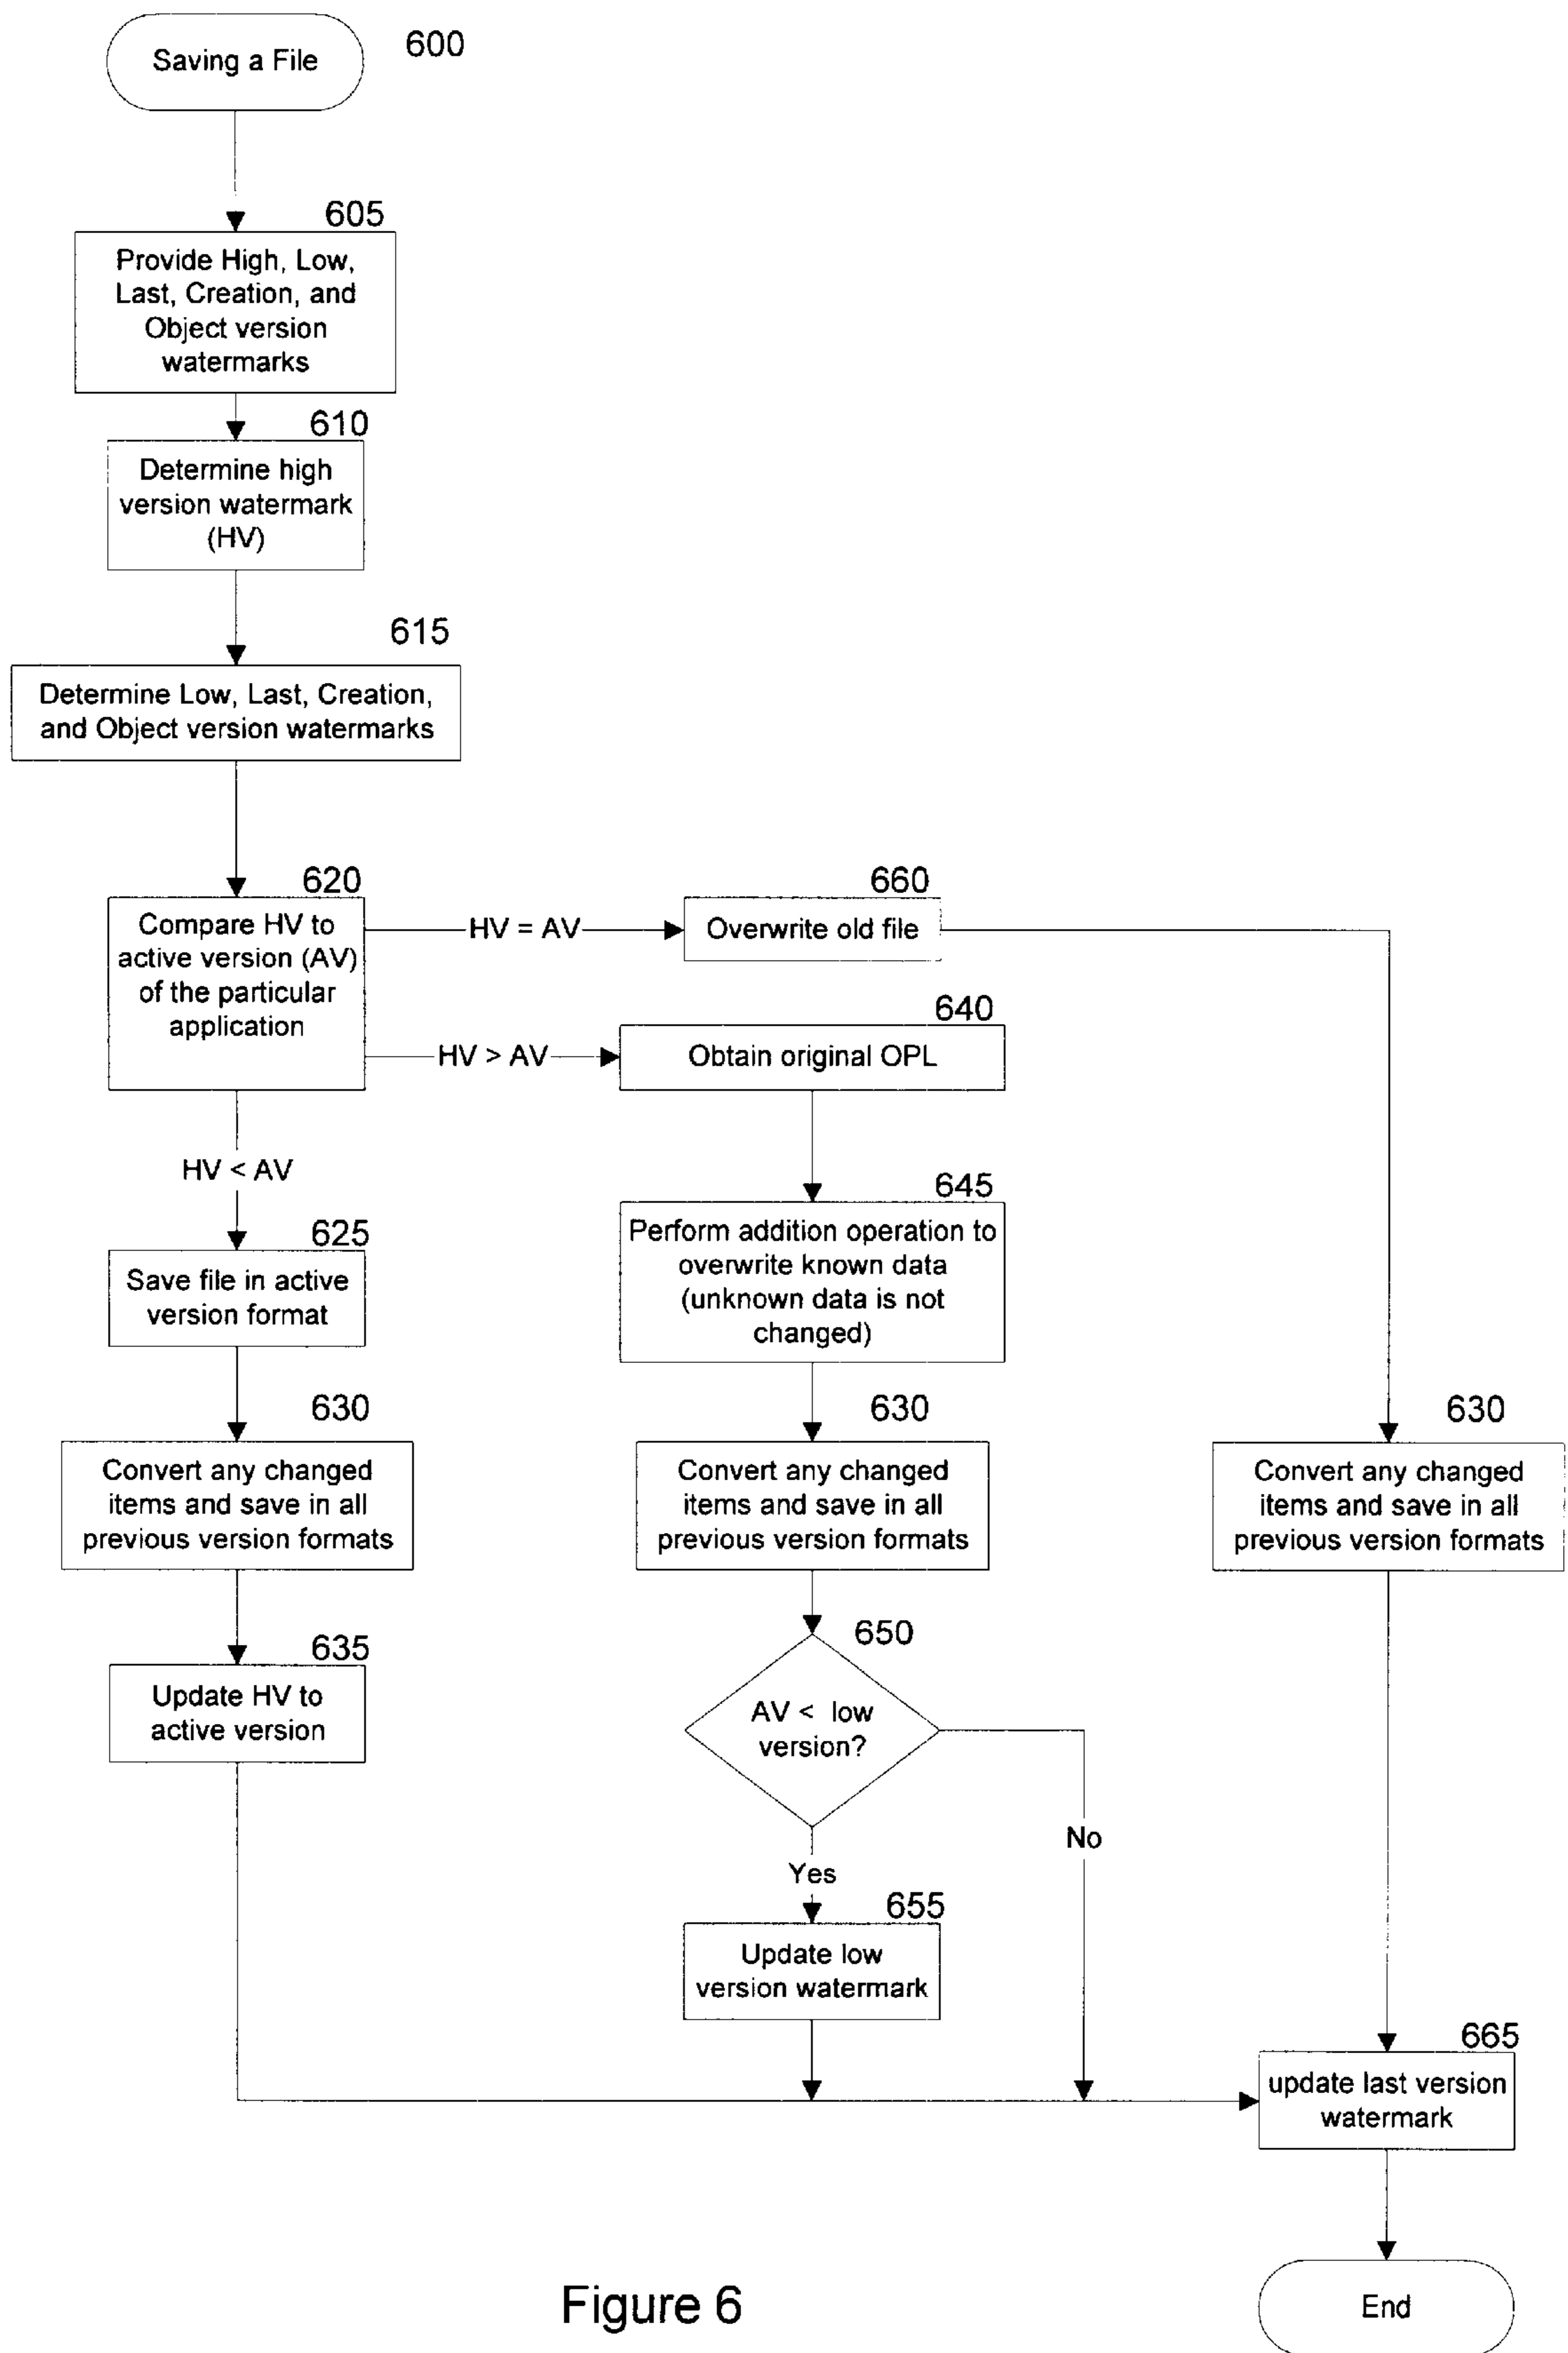 Saving a File
600
605
Provide High, Low,
Last, Creation, and
Object version
watermarks
610
Determine high
version watermark
(HV)
615
Determine Low, Last, Creation,
and Object version watermarks
620
Compare HV to
active version (AV)
of the particular
application
HV = AV
660
Overwrite old file
HV > AV
640
Obtain original OPL
HV < AV
645
Perform addition operation to
overwrite known data
(unknown data is not
changed)
625
Save file in active
version format
630
Convert any changed
items and save in all
previous version formats
630
Convert any changed
items and save in all
previous version formats
630
Convert any changed
items and save in all
previous version formats
635
Update HV to
active version
650
AV < low
version?
No
Yes
655
Update low
version watermark
665
update last version
watermark
End
Figure 6